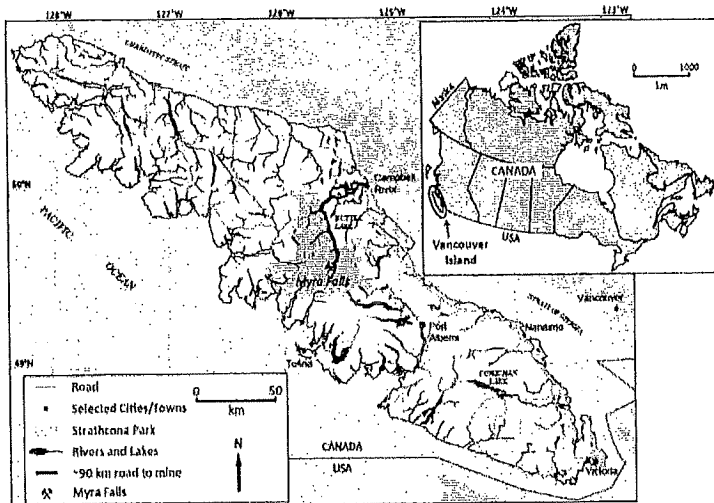 128°W 127°W 126°W 125°W 124°W 123°W
0 1000
CANADA
USA
Vancouver
Island
50°N
PACIFIC
OCEAN
Campbell
River
BUTTLE
LAKE
Myra Falls
Vancouver
Port
Alberni
Nanaimo
49°N
Tofino
Victoria
CANADA
USA
Road
Selected Cities/Towns
Strathcona Park
Rivers and Lakes
~90 km road to mine
Myra Falls
0 50
km
N